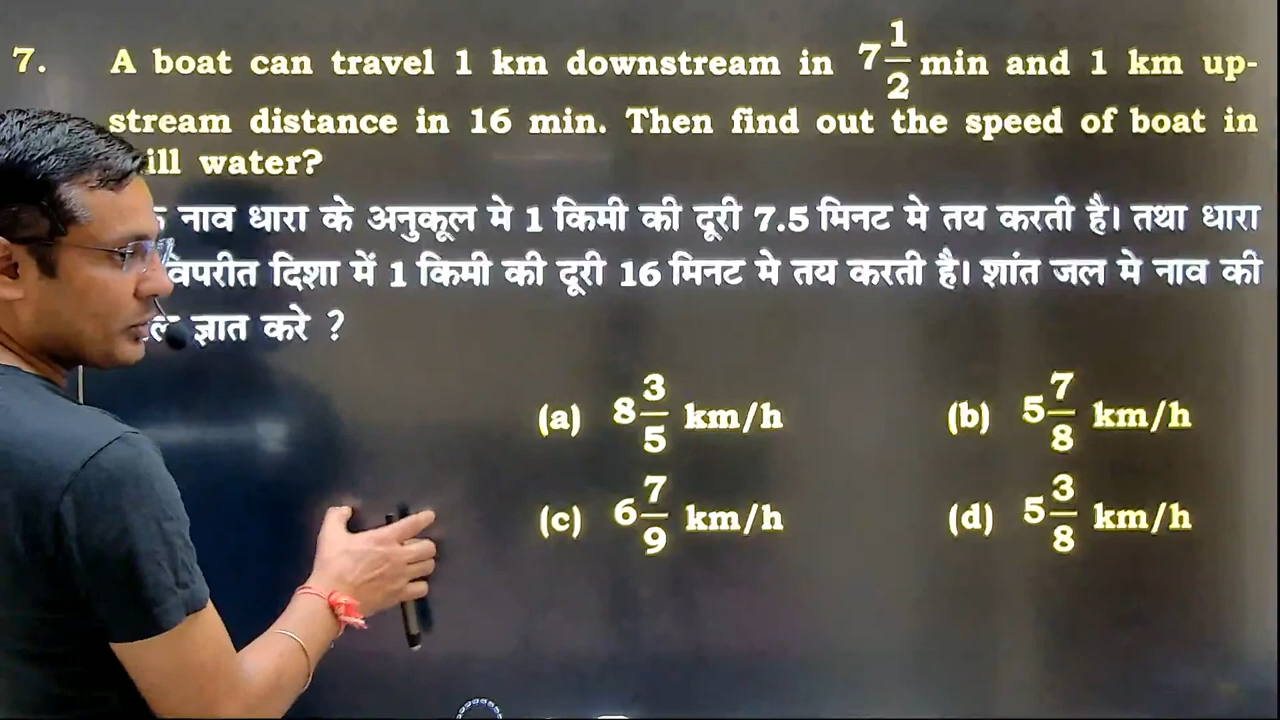 7. A boat can travel 1 km downstream in 7 1/2 min and 1 km up-
stream distance in 16 min. Then find out the speed of boat in
ill water?
नाव धारा के अनुकूल मे 1 किमी की दूरी 7.5 मिनट मे तय करती है। तथा धारा
विपरीत दिशा में 1 किमी की दूरी 16 मिनट मे तय करती है। शांत जल मे नाव की
ज्ञात करे ?
(a) 8 3/5 km/h (b) 5 7/8 km/h
(c) 6 7/9 km/h (d) 5 3/8 km/h